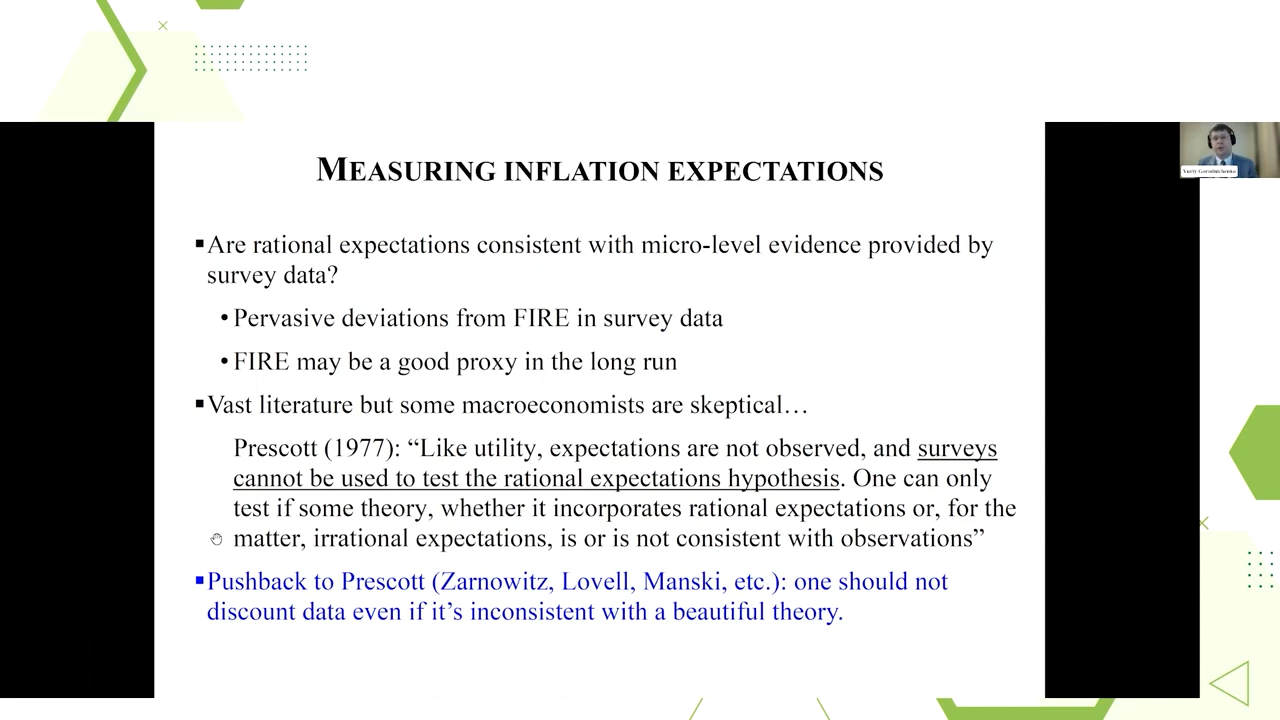 MEASURING INFLATION EXPECTATIONS
▪Are rational expectations consistent with micro-level evidence provided by
survey data?
•Pervasive deviations from FIRE in survey data
•FIRE may be a good proxy in the long run
▪Vast literature but some macroeconomists are skeptical…
Prescott (1977): “Like utility, expectations are not observed, and surveys
cannot be used to test the rational expectations hypothesis. One can only
test if some theory, whether it incorporates rational expectations or, for the
matter, irrational expectations, is or is not consistent with observations”
▪Pushback to Prescott (Zarnowitz, Lovell, Manski, etc.): one should not
discount data even if it’s inconsistent with a beautiful theory.
Yuriy Gorodnichenko